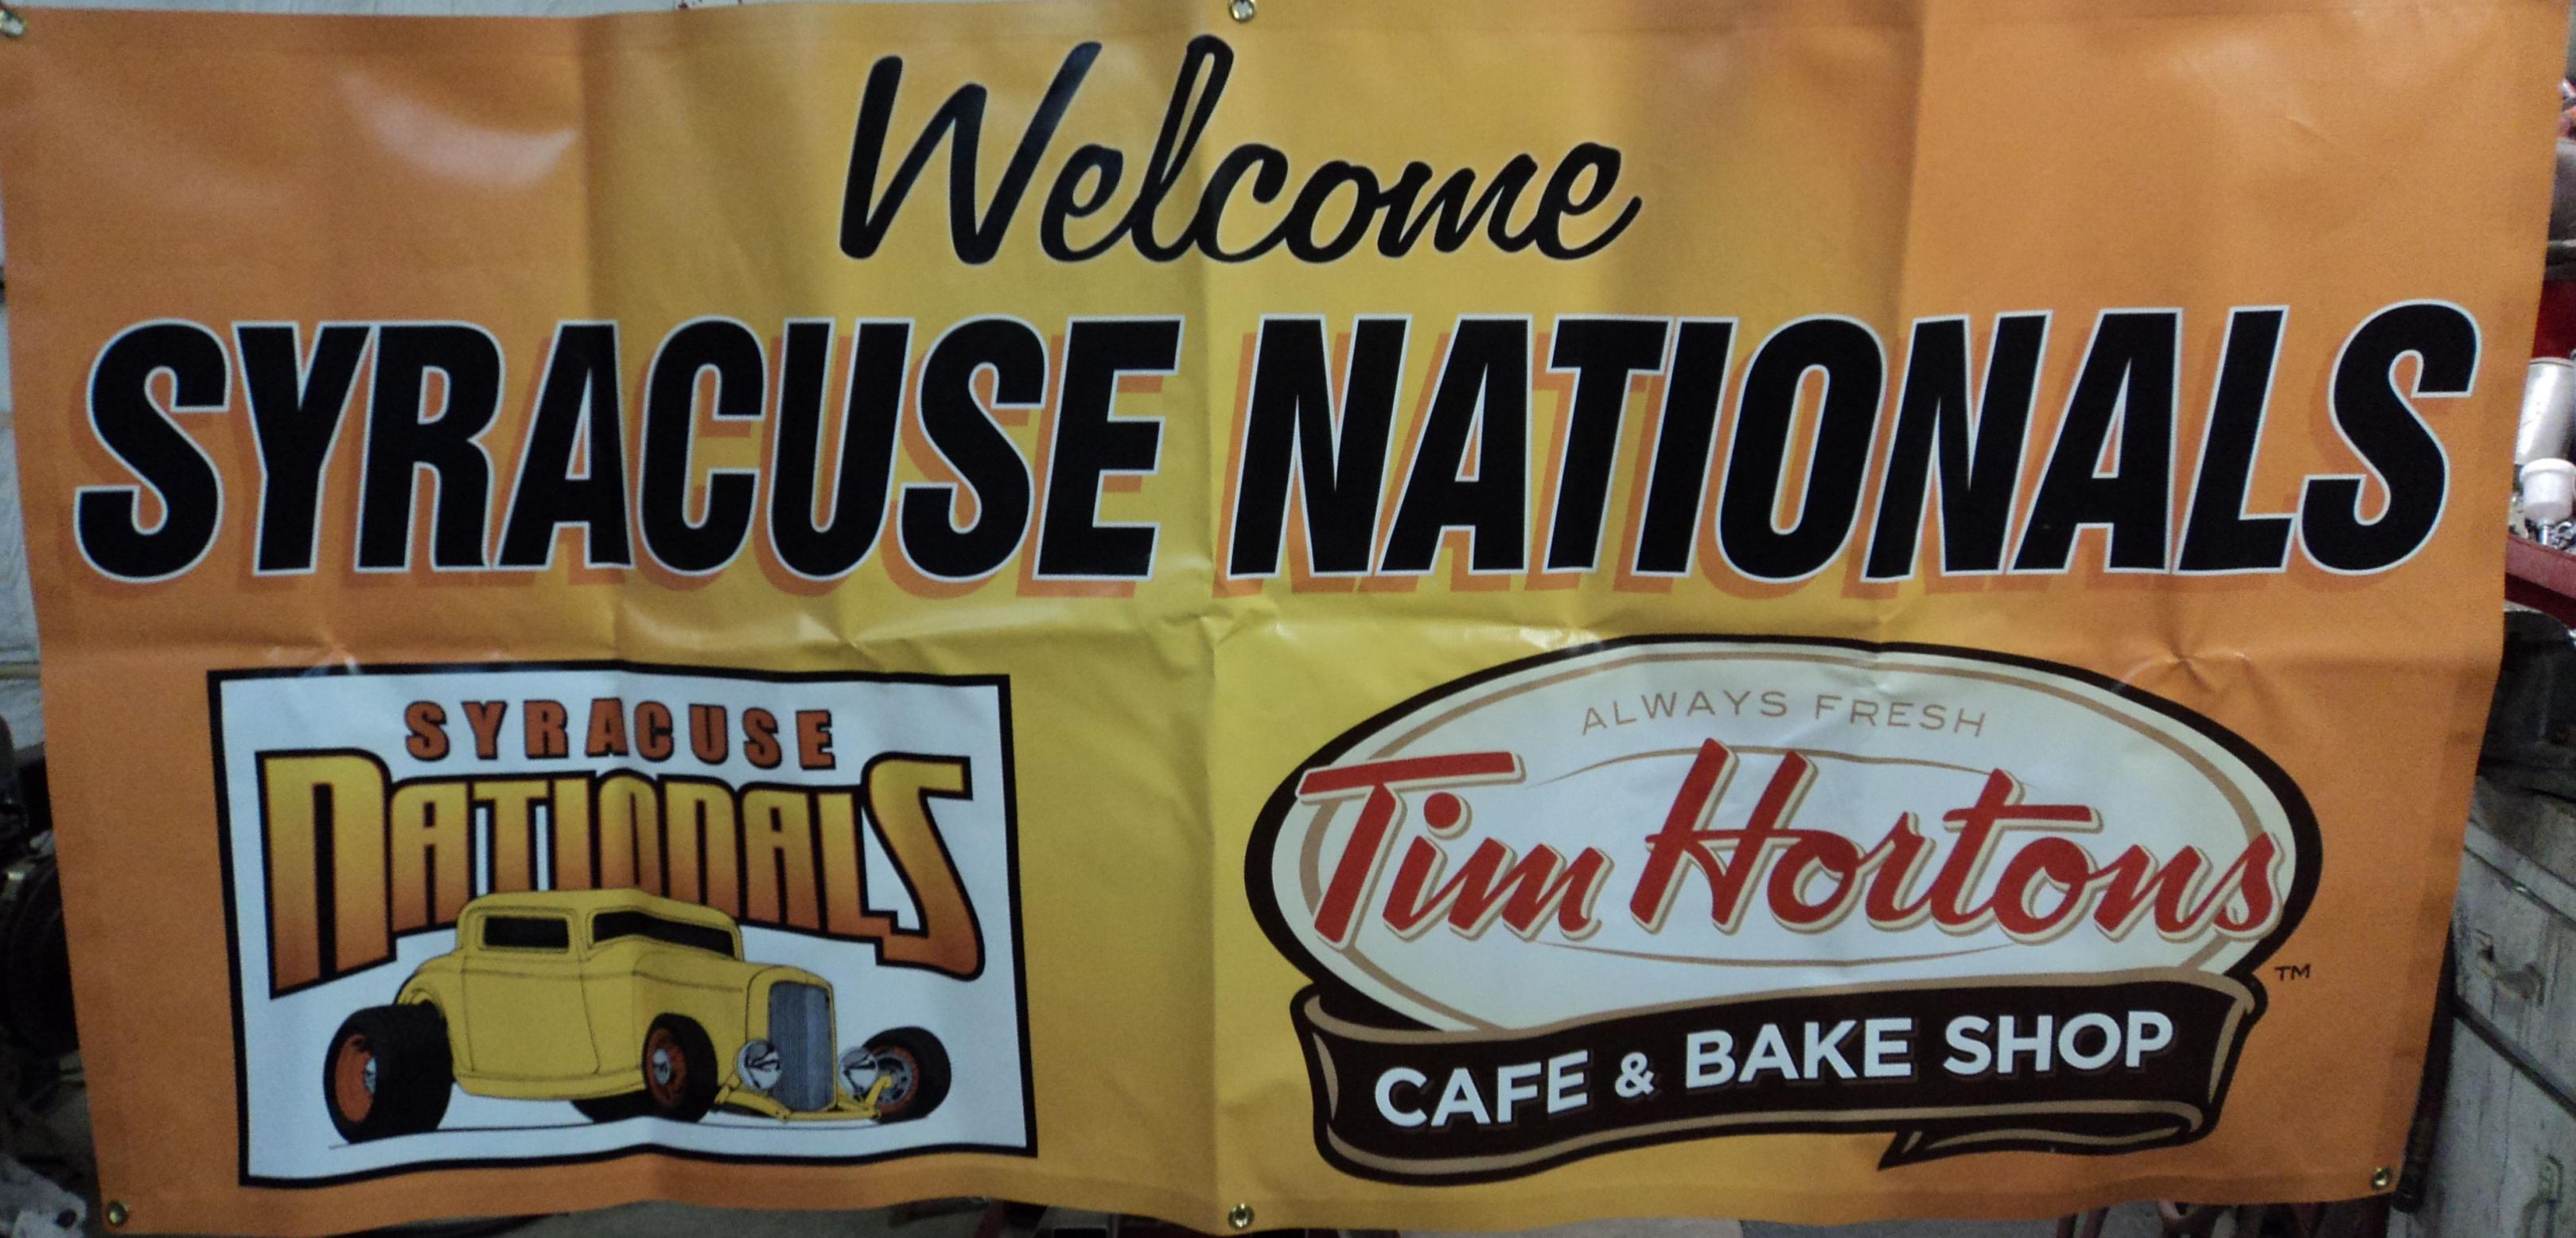 Welcome
SYRACUSE NATIONALS
SYRACUSE
NATIONALS
ALWAYS FRESH
Tim Hortons
TM
CAFE & BAKE SHOP